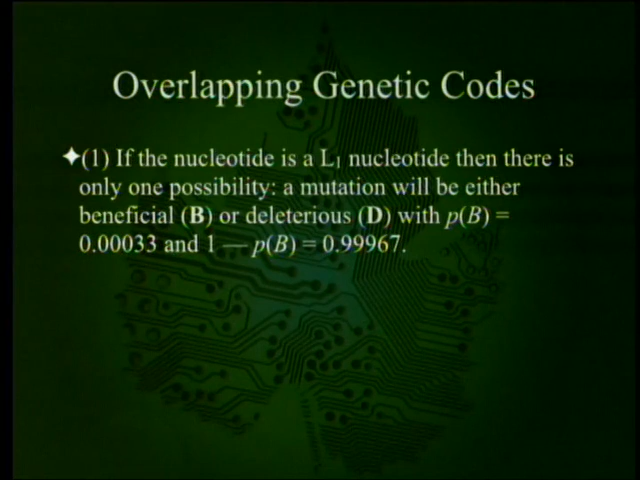 Overlapping Genetic Codes
✦(1) If the nucleotide is a L₁ nucleotide then there is
only one possibility: a mutation will be either
beneficial (B) or deleterious (D) with p(B) =
0.00033 and 1 — p(B) = 0.99967.